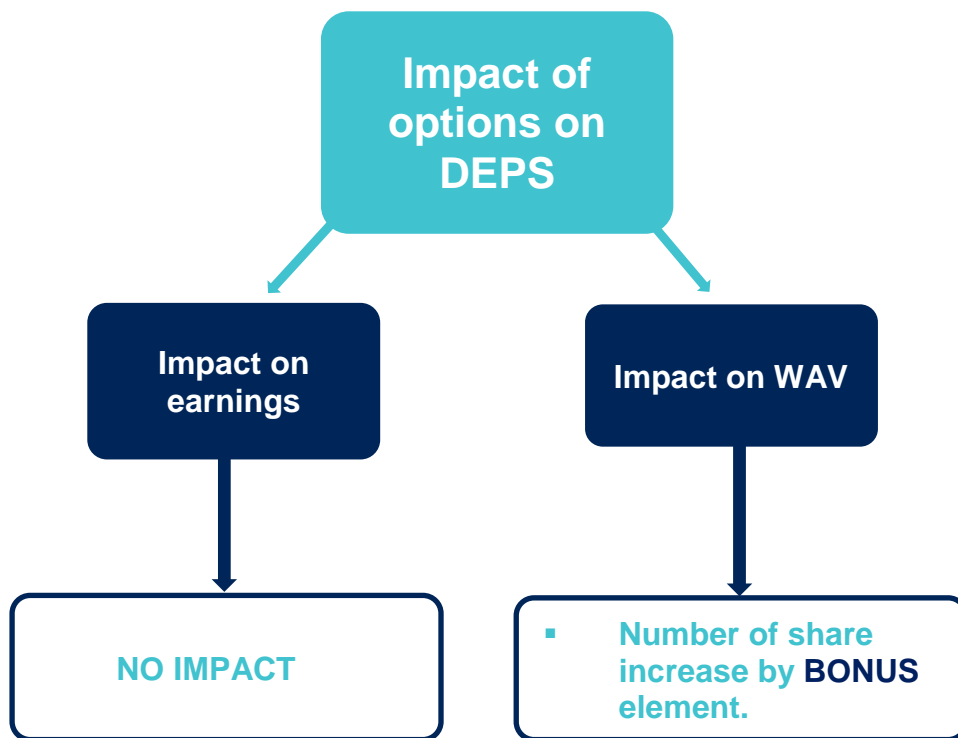 Impact of
options on
DEPS
Impact on
earnings
Impact on WAV
NO IMPACT
▪ Number of share
increase by BONUS
element.